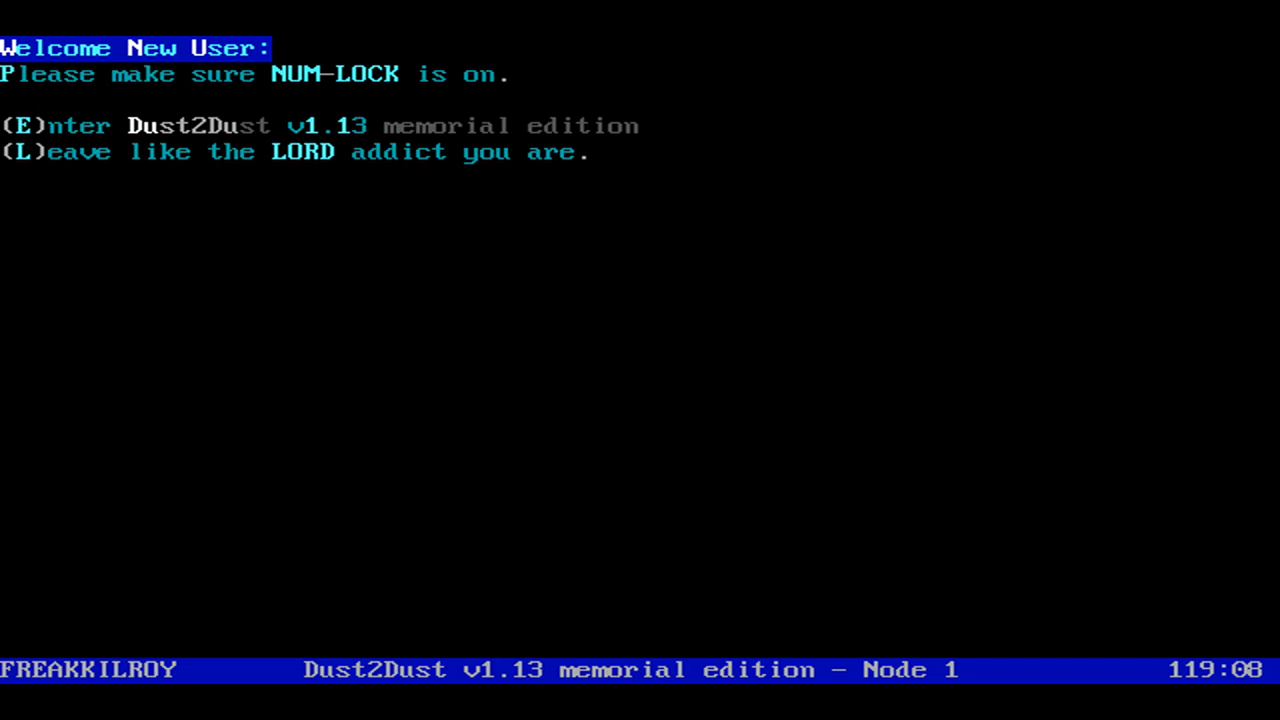 Welcome New User:
Please make sure NUM-LOCK is on.
(E)nter Dust2Dust v1.13 memorial edition
(L)eave like the LORD addict you are.
FREAKKILROY Dust2Dust v1.13 memorial edition - Node 1 119:08